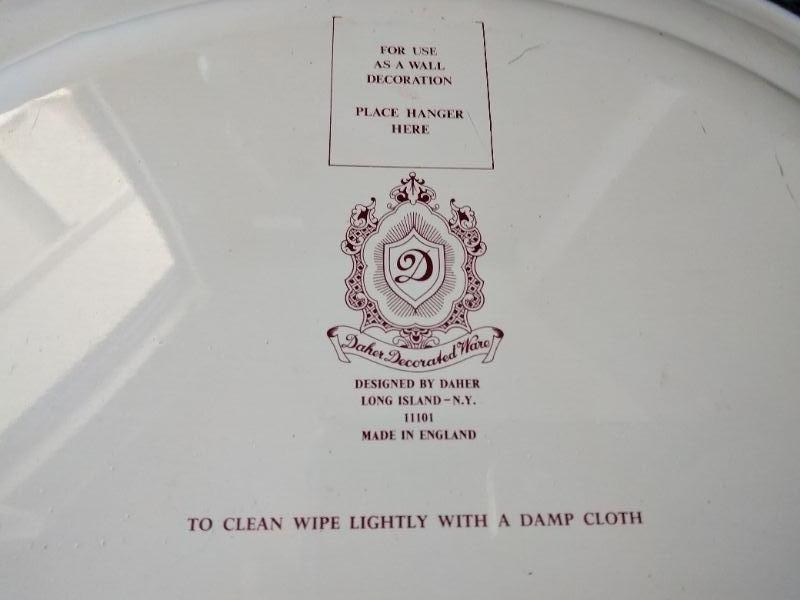 FOR USE
AS A WALL
DECORATION
PLACE HANGER
HERE
D
Daher Decorated Ware
DESIGNED BY DAHER
LONG ISLAND-N.Y.
11101
MADE IN ENGLAND
TO CLEAN WIPE LIGHTLY WITH A DAMP CLOTH